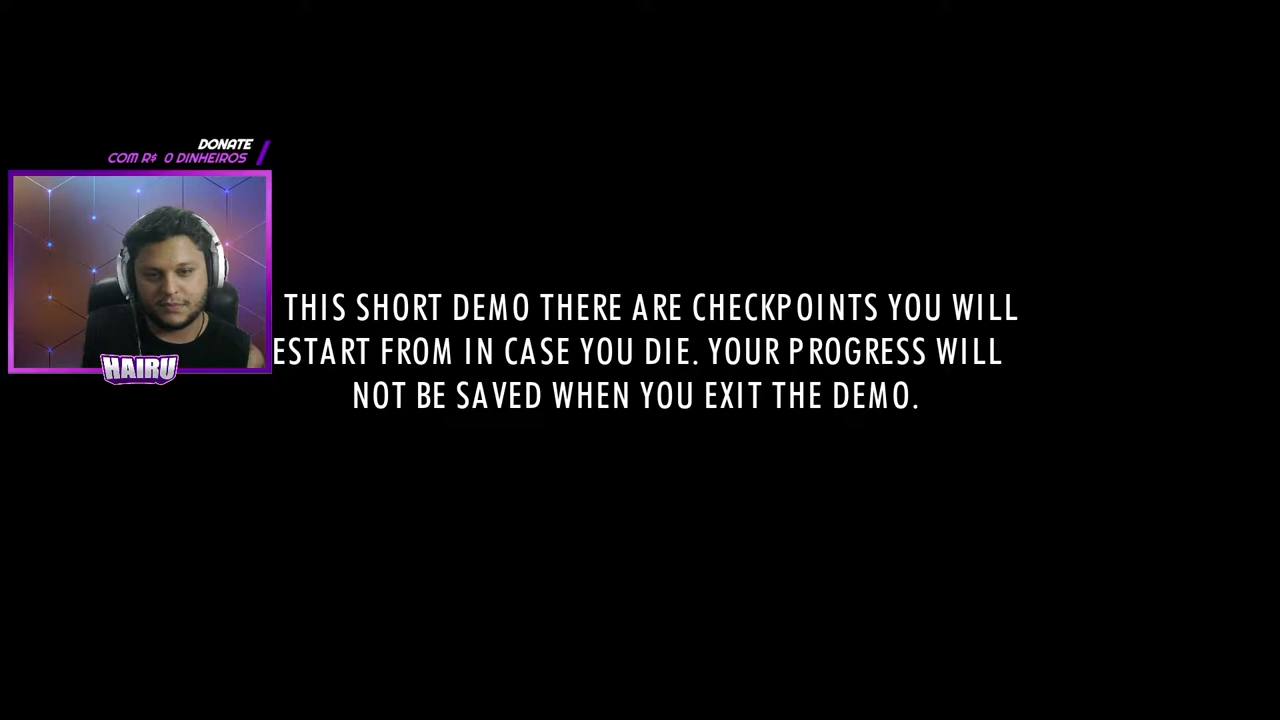 DONATE
COM R$ 0 DINHEIROS
HAIRU
THIS SHORT DEMO THERE ARE CHECKPOINTS YOU WILL
ESTART FROM IN CASE YOU DIE. YOUR PROGRESS WILL
NOT BE SAVED WHEN YOU EXIT THE DEMO.